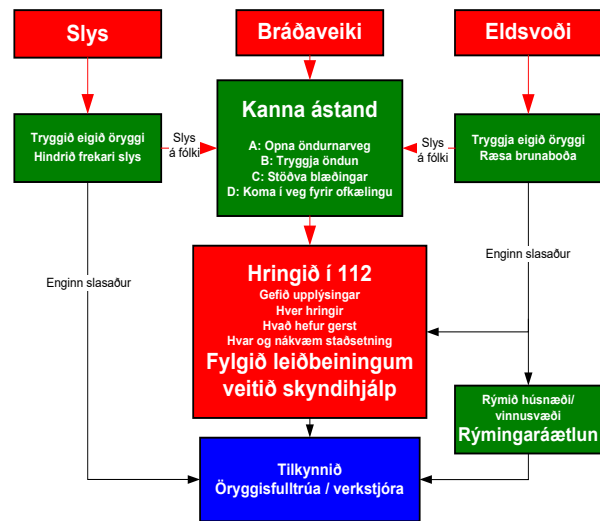 Slys
Bráðaveiki
Eldsvoði
Tryggið eigið öryggi
Hindrið frekari slys
Slys
á fólki
Kanna ástand
A: Opna öndurnarveg
B: Tryggja öndun
C: Stöðva blæðingar
D: Koma í veg fyrir ofkælingu
Slys
á fólki
Tryggja eigið öryggi
Ræsa brunaboða
Enginn slasaður
Enginn slasaður
Hringið í 112
Gefið upplýsingar
Hver hringir
Hvað hefur gerst
Hvar og nákvæm staðsetning
Fylgið leiðbeiningum
veitið skyndihjálp
Rýmið húsnæði/
vinnusvæði
Rýmingaráætlun
Tilkynnið
Öryggisfulltrúa / verkstjóra